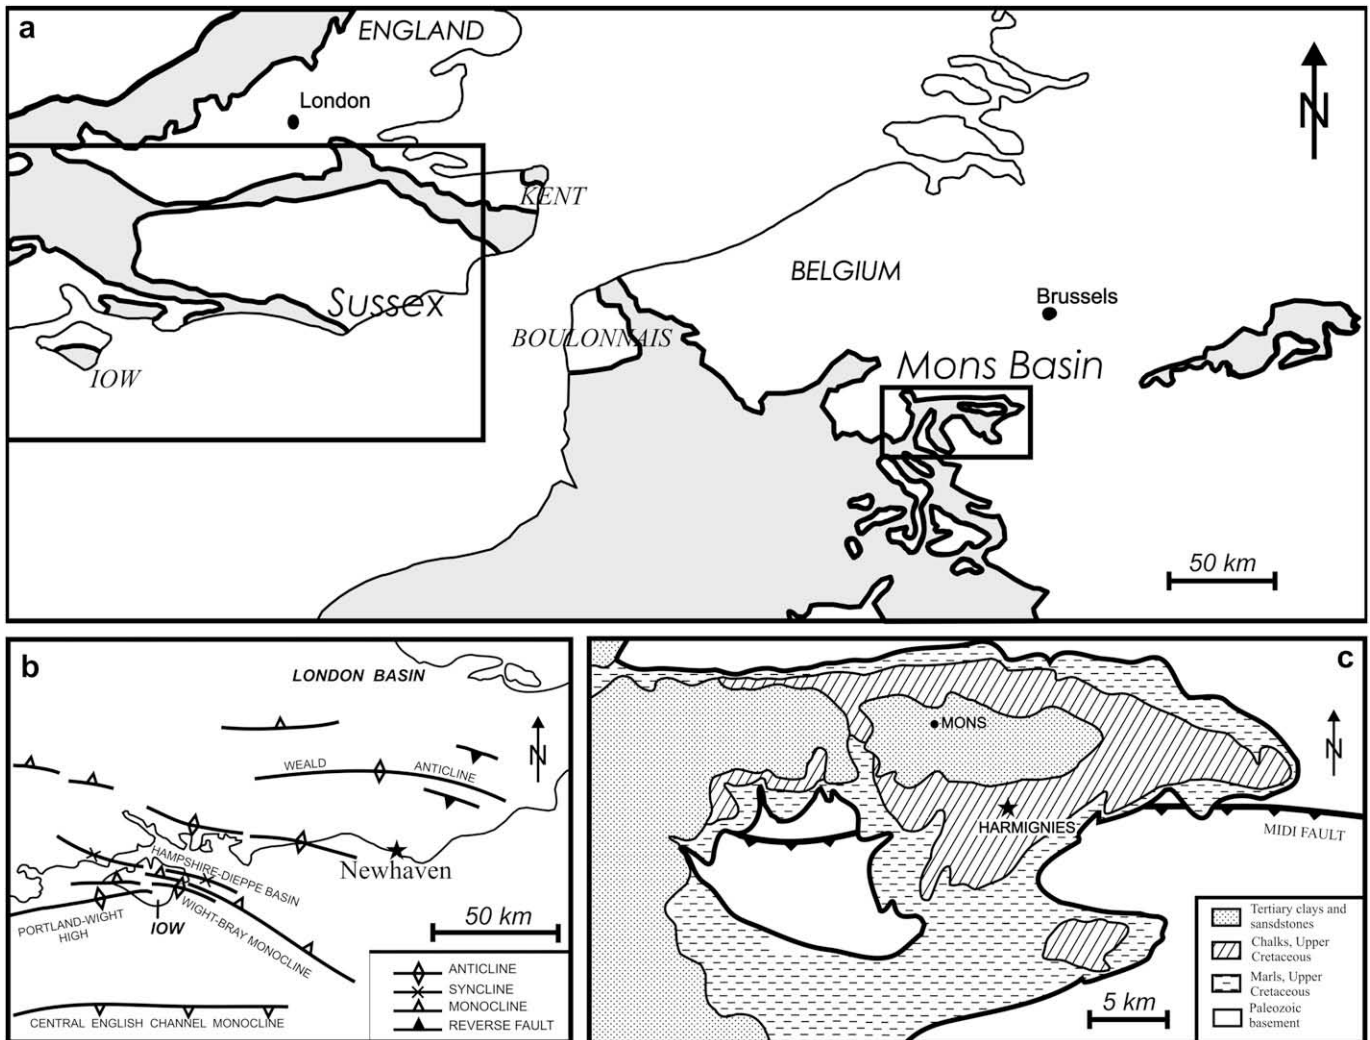 a
ENGLAND
London
N
KENT
Sussex
BELGIUM
Brussels
BOULONNAIS
IOW
Mons Basin
50 km
b
LONDON BASIN
N
WEALD
ANTICLINE
HAMPSHIRE-DIEPPE BASIN
Newhaven
WIGHT-BRAY MONOCLINE
PORTLAND-WIGHT
HIGH
IOW
50 km
CENTRAL ENGLISH CHANNEL MONOCLINE
ANTICLINE
SYNCLINE
MONOCLINE
REVERSE FAULT
c
MONS
N
HARMIGNIES
MIDI FAULT
Tertiary clays and
sansdstones
Chalks, Upper
Cretaceous
Marls, Upper
Cretaceous
Paleozoic
basement
5 km